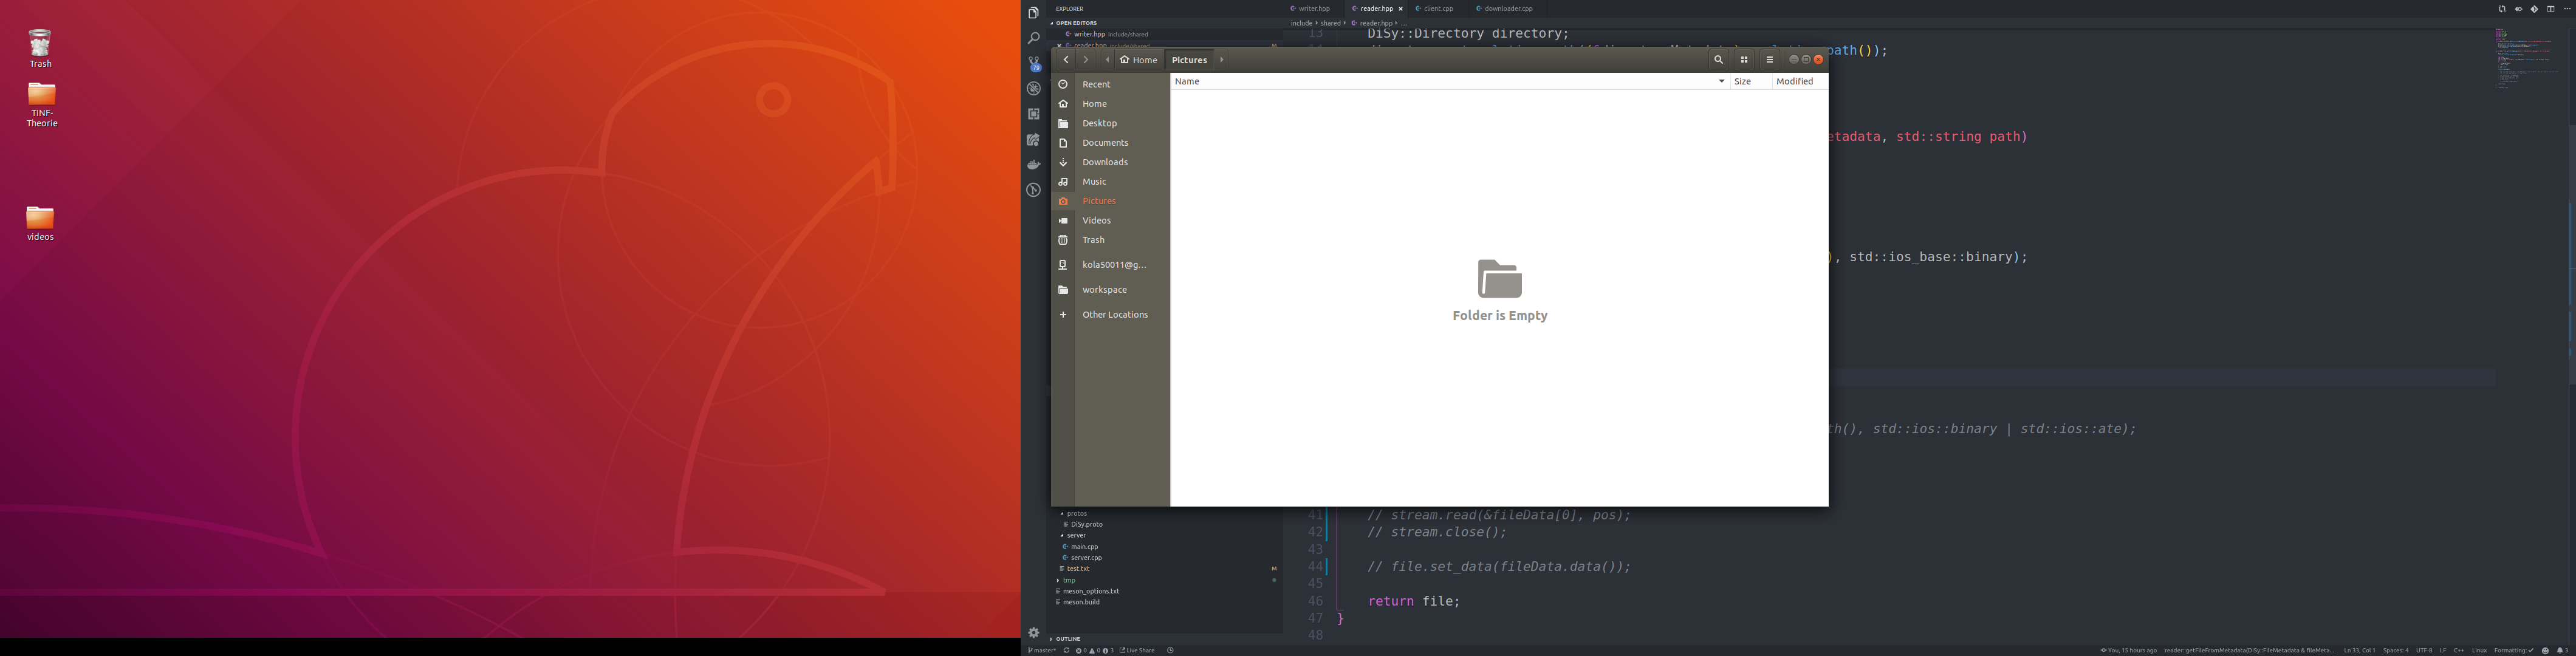 Trash
TINF-
Theorie
videos
EXPLORER
OPEN EDITORS
writer.hpp include/shared
writer.hpp
reader.hpp
client.cpp
downloader.cpp
include › shared › reader.hpp › ...
13 DiSy::Directory directory;
path());
Home
Pictures
Recent
Home
Desktop
Documents
Downloads
Music
Pictures
Videos
Trash
kola50011@g...
workspace
Other Locations
Name
Size
Modified
Folder is Empty
etadata, std::string path)
), std::ios_base::binary);
th(), std::ios::binary | std::ios::ate);
protos
DiSy.proto
server
main.cpp
server.cpp
test.txt M
tmp
meson_options.txt
meson.build
OUTLINE
41 // stream.read(&fileData[0], pos);
42 // stream.close();
43
44 // file.set_data(fileData.data());
45
46 return file;
47 }
48
master* 0 0 3 Live Share
You, 15 hours ago reader::getFileFromMetadata(DiSy::FileMetadata & fileMeta... Ln 33, Col 1 Spaces: 4 UTF-8 LF C++ Linux Formatting: ✓ 3